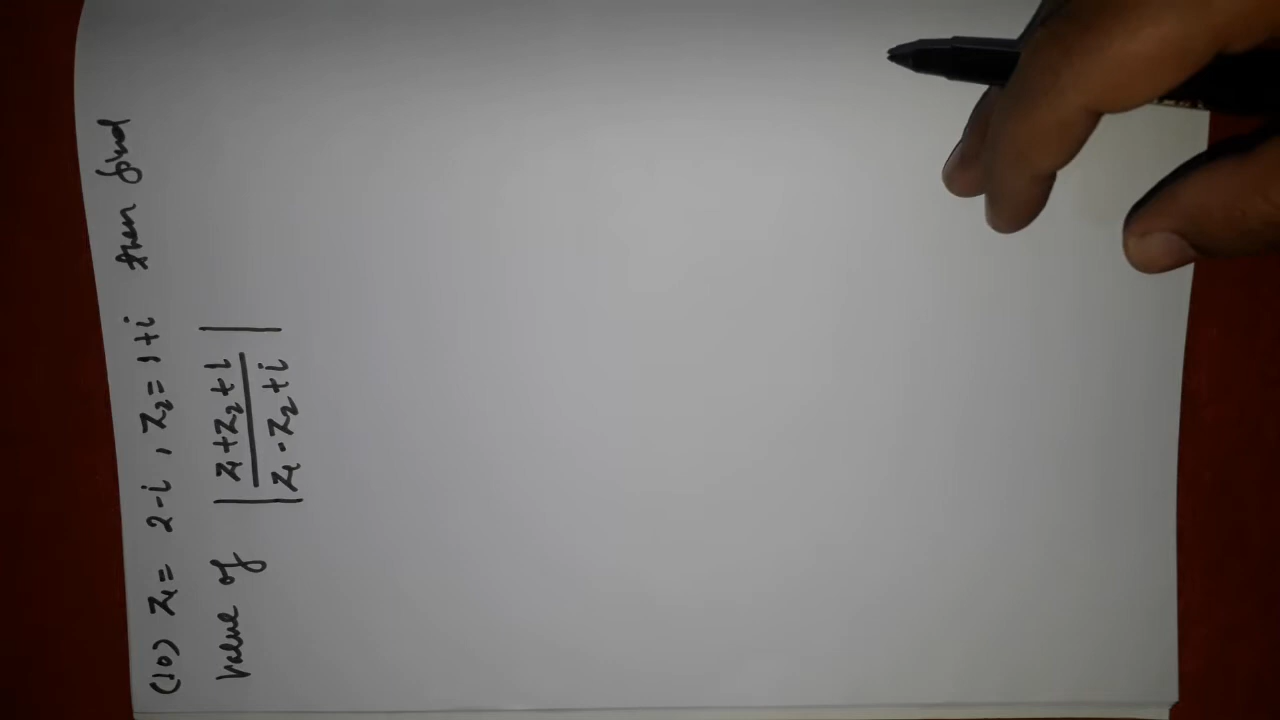 (10) z₁ = 2-i , z₂ = 1+i then find
value of | z₁+z₂+1 / z₁-z₂+i |